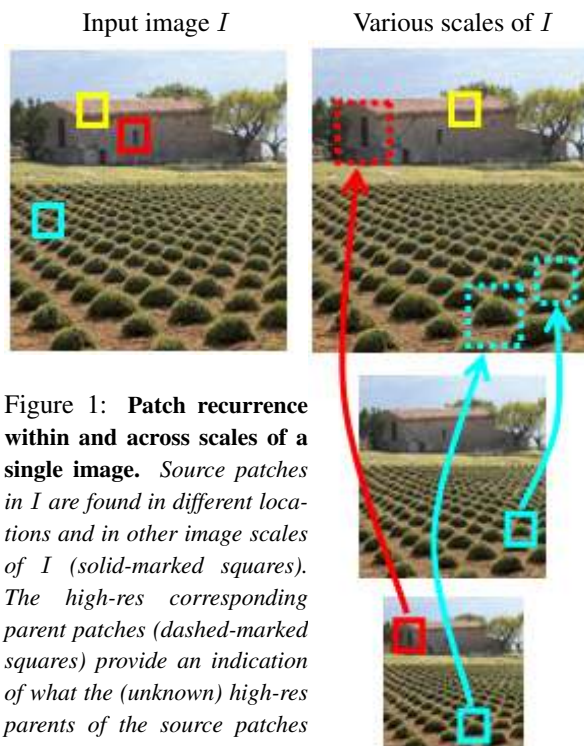 Input image I
Various scales of I
Figure 1: Patch recurrence
within and across scales of a
single image. Source patches
in I are found in different loca-
tions and in other image scales
of I (solid-marked squares).
The high-res corresponding
parent patches (dashed-marked
squares) provide an indication
of what the (unknown) high-res
parents of the source patches